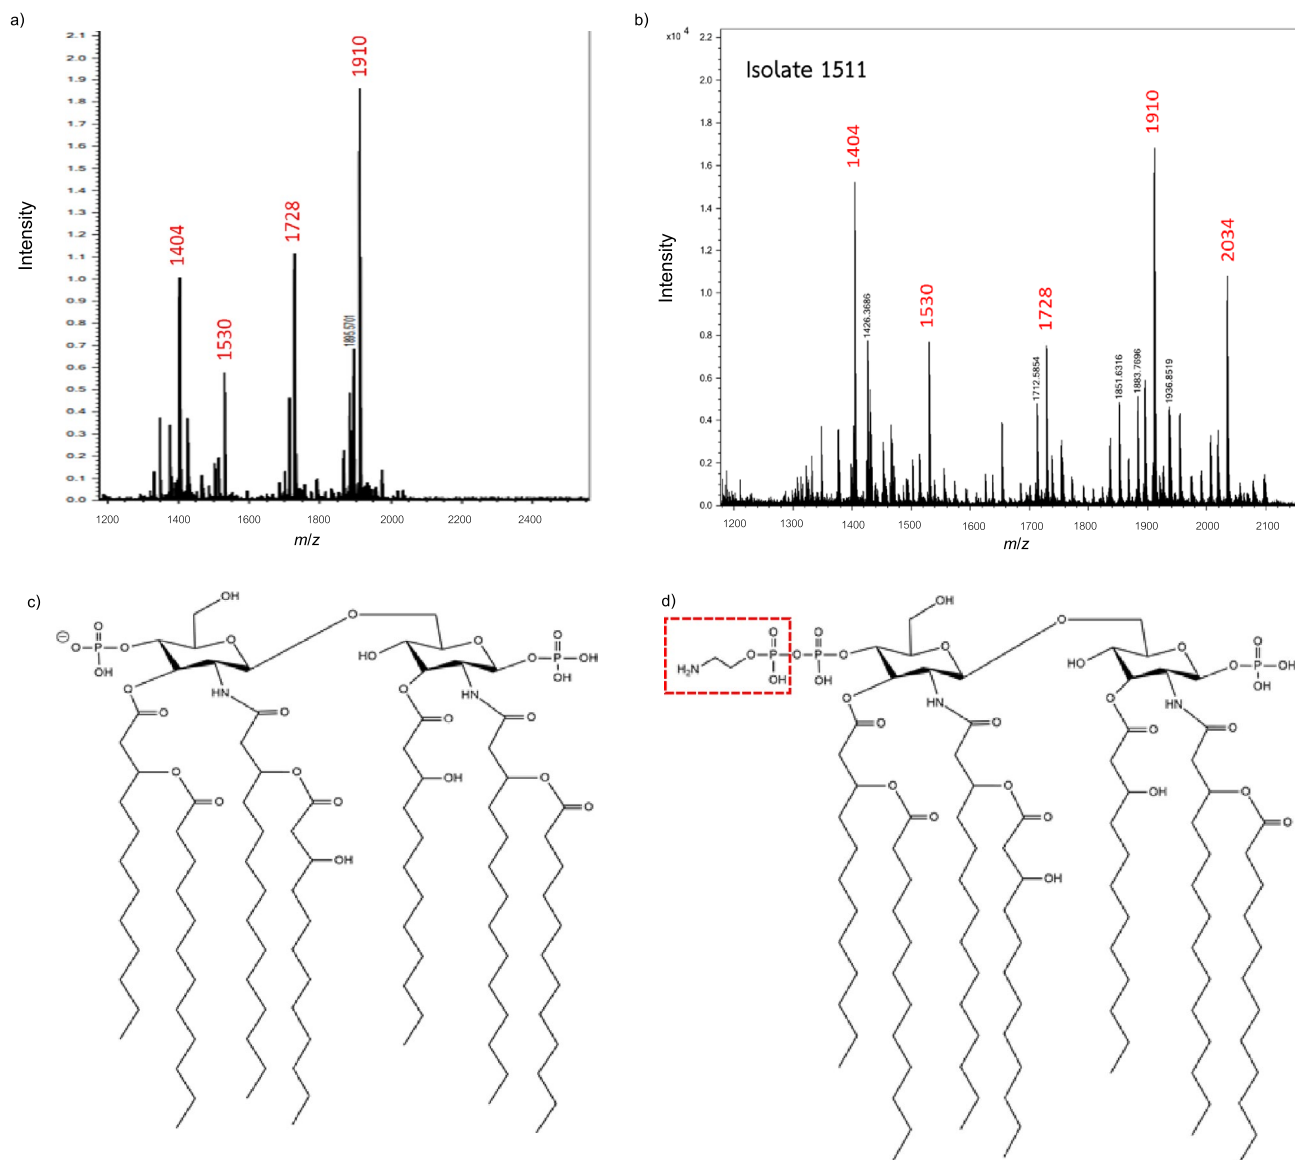 a)
Intensity
2.1
2.0
1.9
1.8
1.7
1.6
1.5
1.4
1.3
1.2
1.1
1.0
0.9
0.8
0.7
0.6
0.5
0.4
0.3
0.2
0.1
0.0
1404
1530
1728
1895.5701
1910
1200 1400 1600 1800 2000 2200 2400
m/z
b)
x10 4
Isolate 1511
Intensity
2.2
2.0
1.8
1.6
1.4
1.2
1.0
0.8
0.6
0.4
0.2
0.0
1404
1426.3686
1530
1712.5854
1728
1851.6316
1883.7696
1910
1936.8519
2034
1200 1300 1400 1500 1600 1700 1800 1900 2000 2100
m/z
c)
OH
O
O
O
O P O
OH
O
O
HO
O
O P OH
OH
O
HN
O
HN
O
O
O
O
O
O
O
O
OH
O
OH
d)
OH
O
O
O
O
O P O P O
H₂N
OH
OH
O
O
HO
O
O P OH
OH
O
HN
O
HN
O
O
O
O
O
O
O
O
OH
O
OH